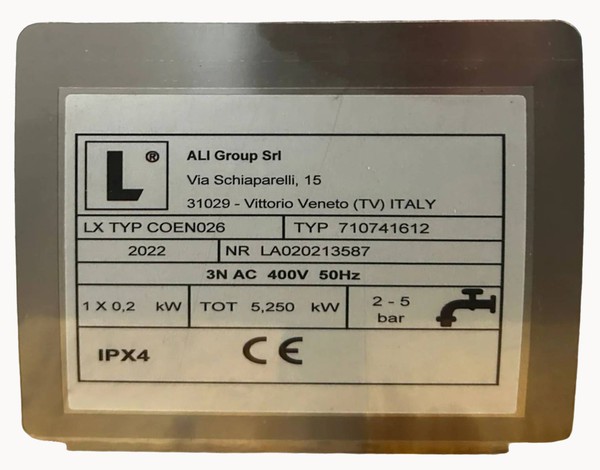 L®
ALI Group Srl
Via Schiaparelli, 15
31029 - Vittorio Veneto (TV) ITALY
LX TYP COEN026 TYP 710741612
2022 NR LA020213587
3N AC 400V 50Hz
1 X 0,2 kW TOT 5,250 kW 2 - 5
bar
IPX4 CE